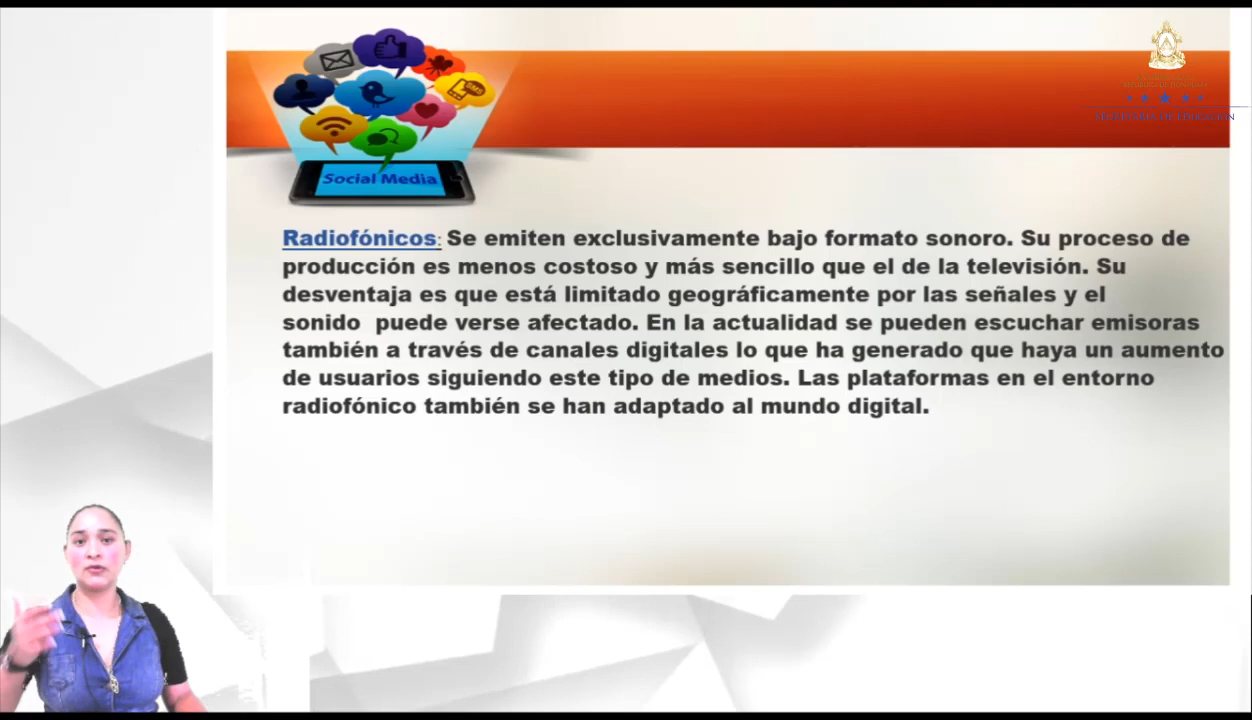 SMS
Social Media
SECRETARÍA DE EDUCACIÓN
Radiofónicos: Se emiten exclusivamente bajo formato sonoro. Su proceso de
producción es menos costoso y más sencillo que el de la televisión. Su
desventaja es que está limitado geográficamente por las señales y el
sonido puede verse afectado. En la actualidad se pueden escuchar emisoras
también a través de canales digitales lo que ha generado que haya un aumento
de usuarios siguiendo este tipo de medios. Las plataformas en el entorno
radiofónico también se han adaptado al mundo digital.